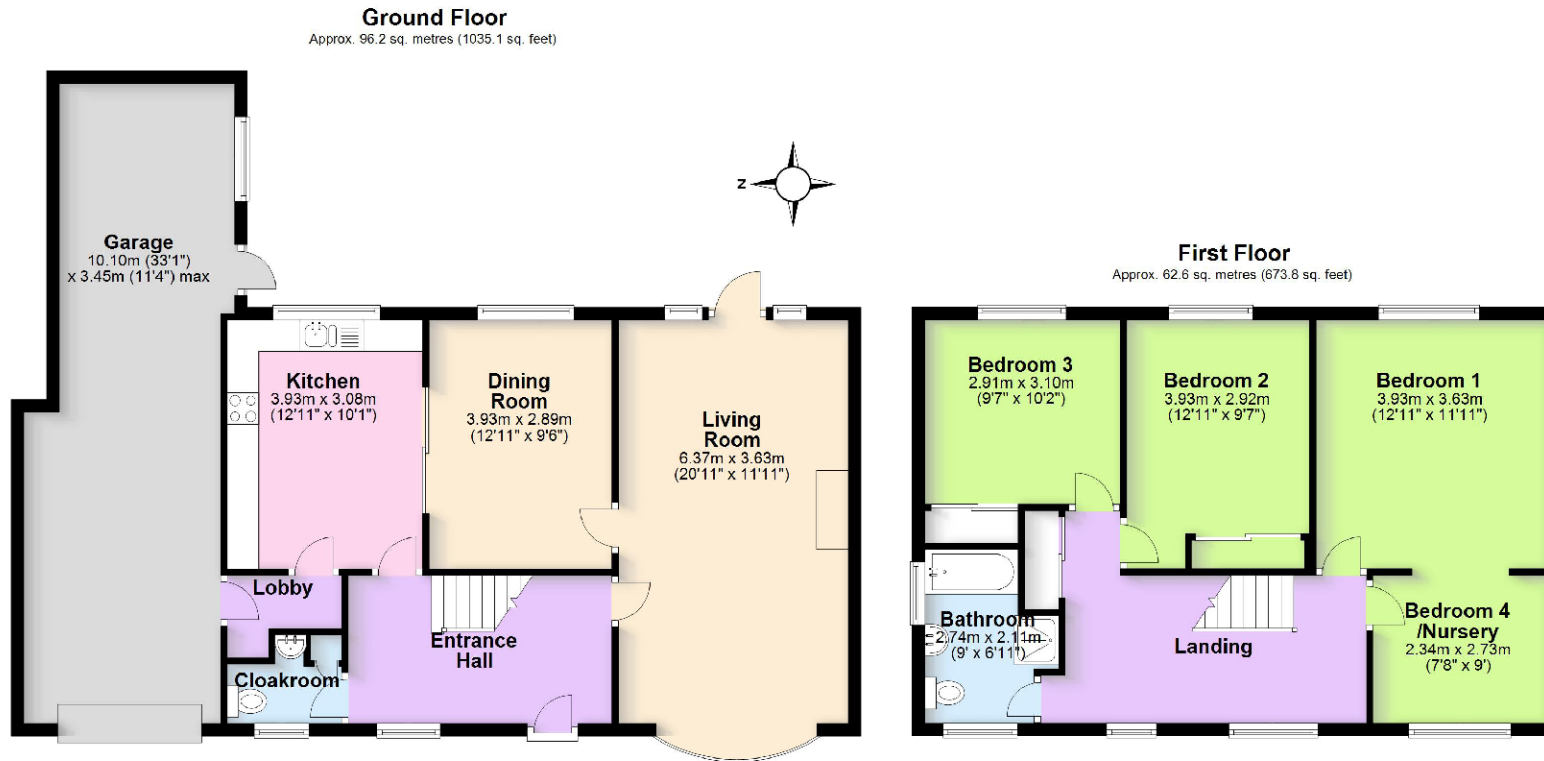 Ground Floor
Approx. 96.2 sq. metres (1035.1 sq. feet)
Garage
10.10m (33'1")
x 3.45m (11'4") max
Kitchen
3.93m x 3.08m
(12'11" x 10'1")
Dining
Room
3.93m x 2.89m
(12'11" x 9'6")
Living
Room
6.37m x 3.63m
(20'11" x 11'11")
Lobby
Entrance
Hall
Cloakroom
N
First Floor
Approx. 62.6 sq. metres (673.8 sq. feet)
Bedroom 3
2.91m x 3.10m
(9'7" x 10'2")
Bedroom 2
3.93m x 2.92m
(12'11" x 9'7")
Bedroom 1
3.93m x 3.63m
(12'11" x 11'11")
Bathroom
2.74m x 2.11m
(9' x 6'11")
Landing
Bedroom 4
/Nursery
2.34m x 2.73m
(7'8" x 9')